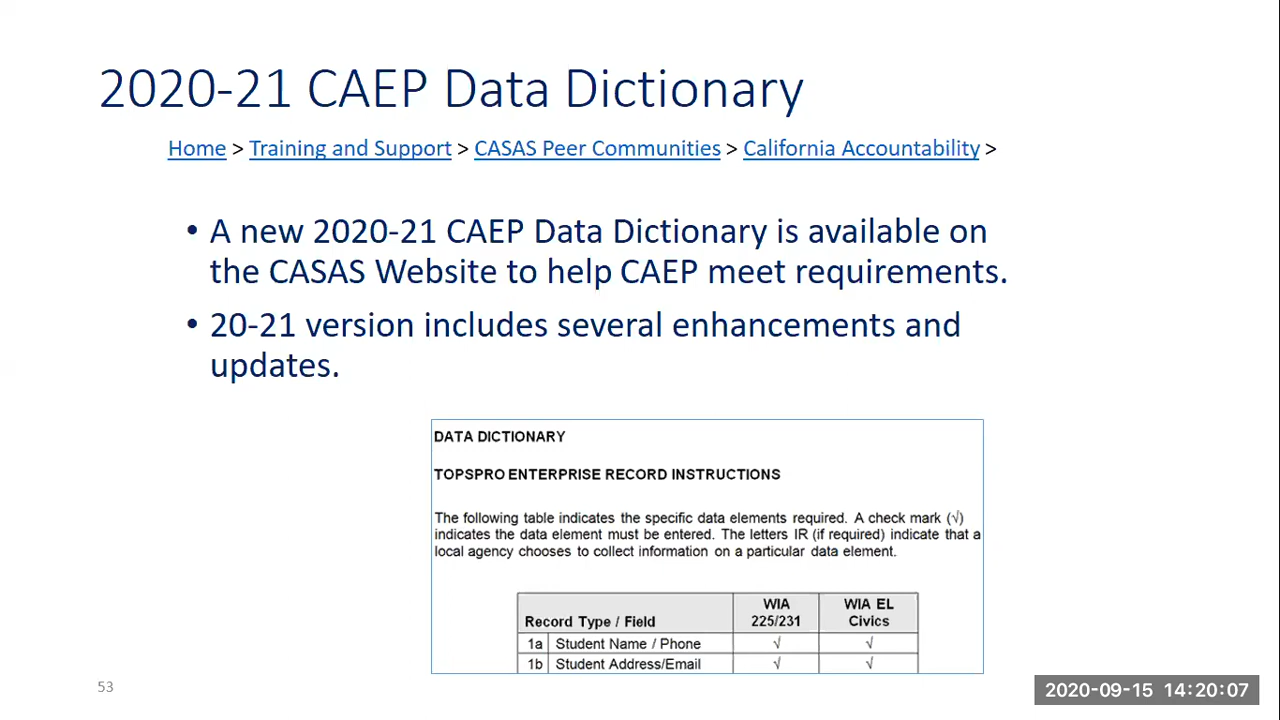 2020-21 CAEP Data Dictionary
Home > Training and Support > CASAS Peer Communities > California Accountability >
• A new 2020-21 CAEP Data Dictionary is available on
the CASAS Website to help CAEP meet requirements.
• 20-21 version includes several enhancements and
updates.
DATA DICTIONARY
TOPSPRO ENTERPRISE RECORD INSTRUCTIONS
The following table indicates the specific data elements required. A check mark (√)
indicates the data element must be entered. The letters IR (if required) indicate that a
local agency chooses to collect information on a particular data element.
Record Type / Field WIA 225/231 WIA EL Civics
1a Student Name / Phone √ √
1b Student Address/Email √ √
53
2020-09-15 14:20:07